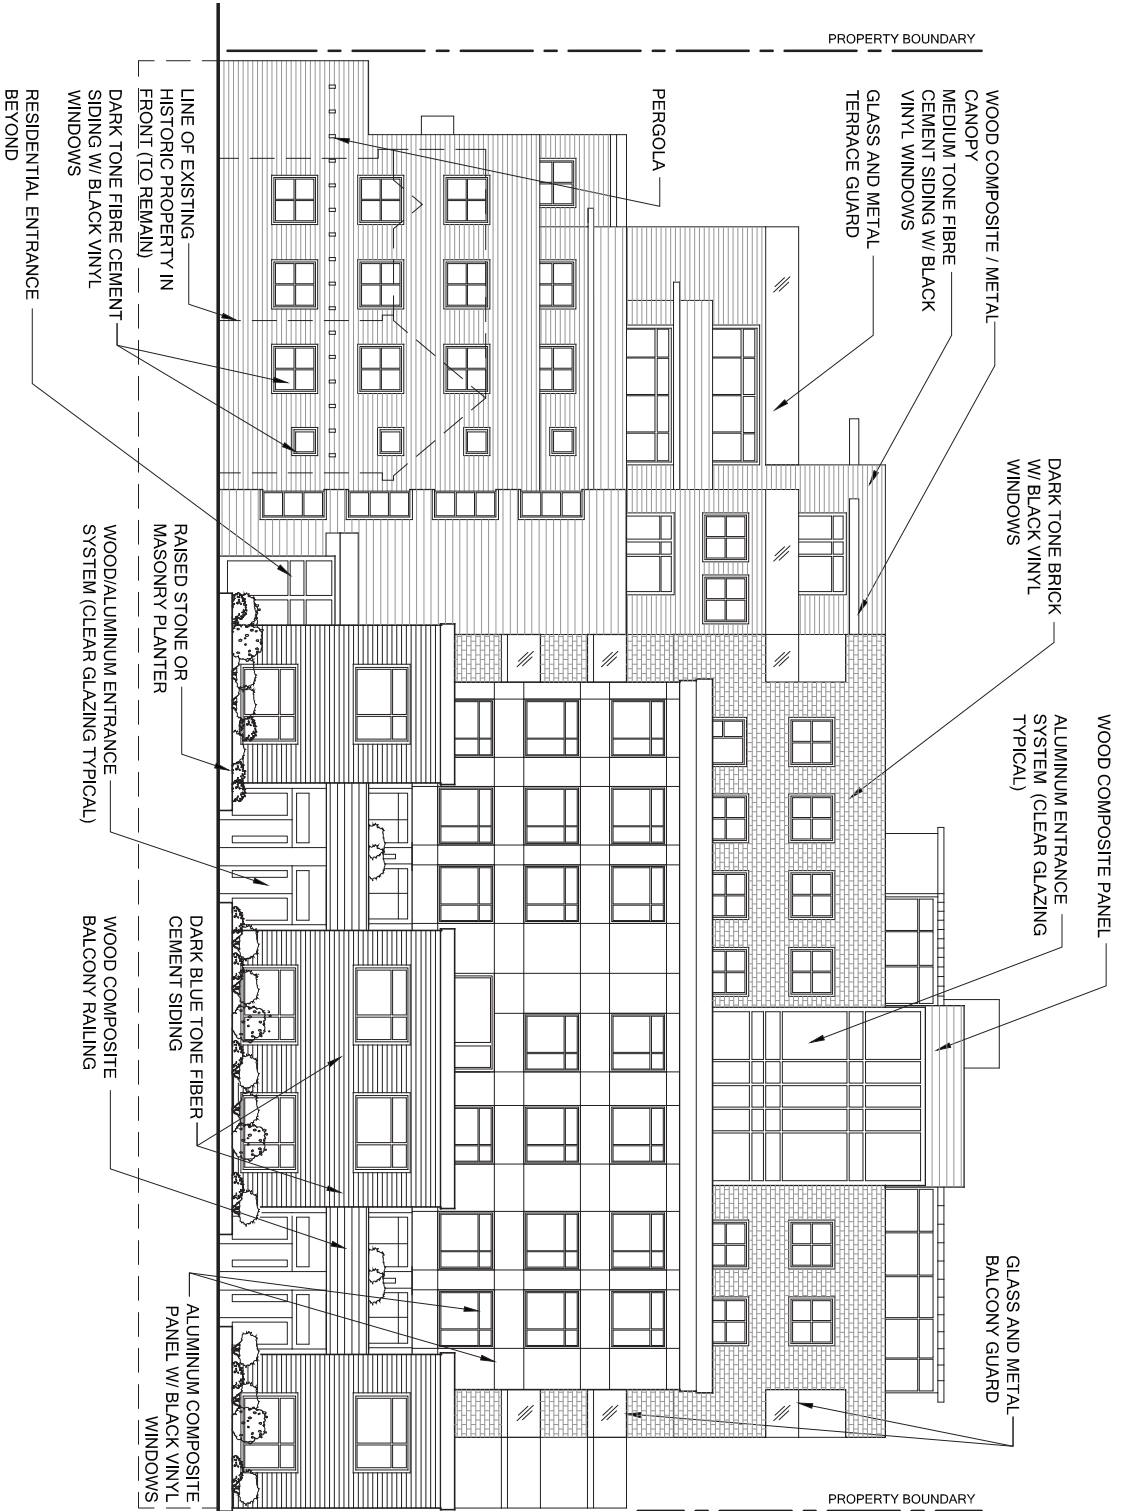 PROPERTY BOUNDARY
WOOD COMPOSITE / METAL
CANOPY
MEDIUM TONE FIBRE
CEMENT SIDING W/ BLACK
VINYL WINDOWS
GLASS AND METAL
TERRACE GUARD
PERGOLA
LINE OF EXISTING
HISTORIC PROPERTY IN
FRONT (TO REMAIN)
DARK TONE FIBRE CEMENT
SIDING W/ BLACK VINYL
WINDOWS
RESIDENTIAL ENTRANCE
BEYOND
DARK TONE BRICK
W/ BLACK VINYL
WINDOWS
RAISED STONE OR
MASONRY PLANTER
WOOD/ALUMINUM ENTRANCE
SYSTEM (CLEAR GLAZING TYPICAL)
WOOD COMPOSITE PANEL
ALUMINUM ENTRANCE
SYSTEM (CLEAR GLAZING
TYPICAL)
DARK BLUE TONE FIBER
CEMENT SIDING
WOOD COMPOSITE
BALCONY RAILING
GLASS AND METAL
BALCONY GUARD
ALUMINUM COMPOSITE
PANEL W/ BLACK VINYL
WINDOWS
PROPERTY BOUNDARY